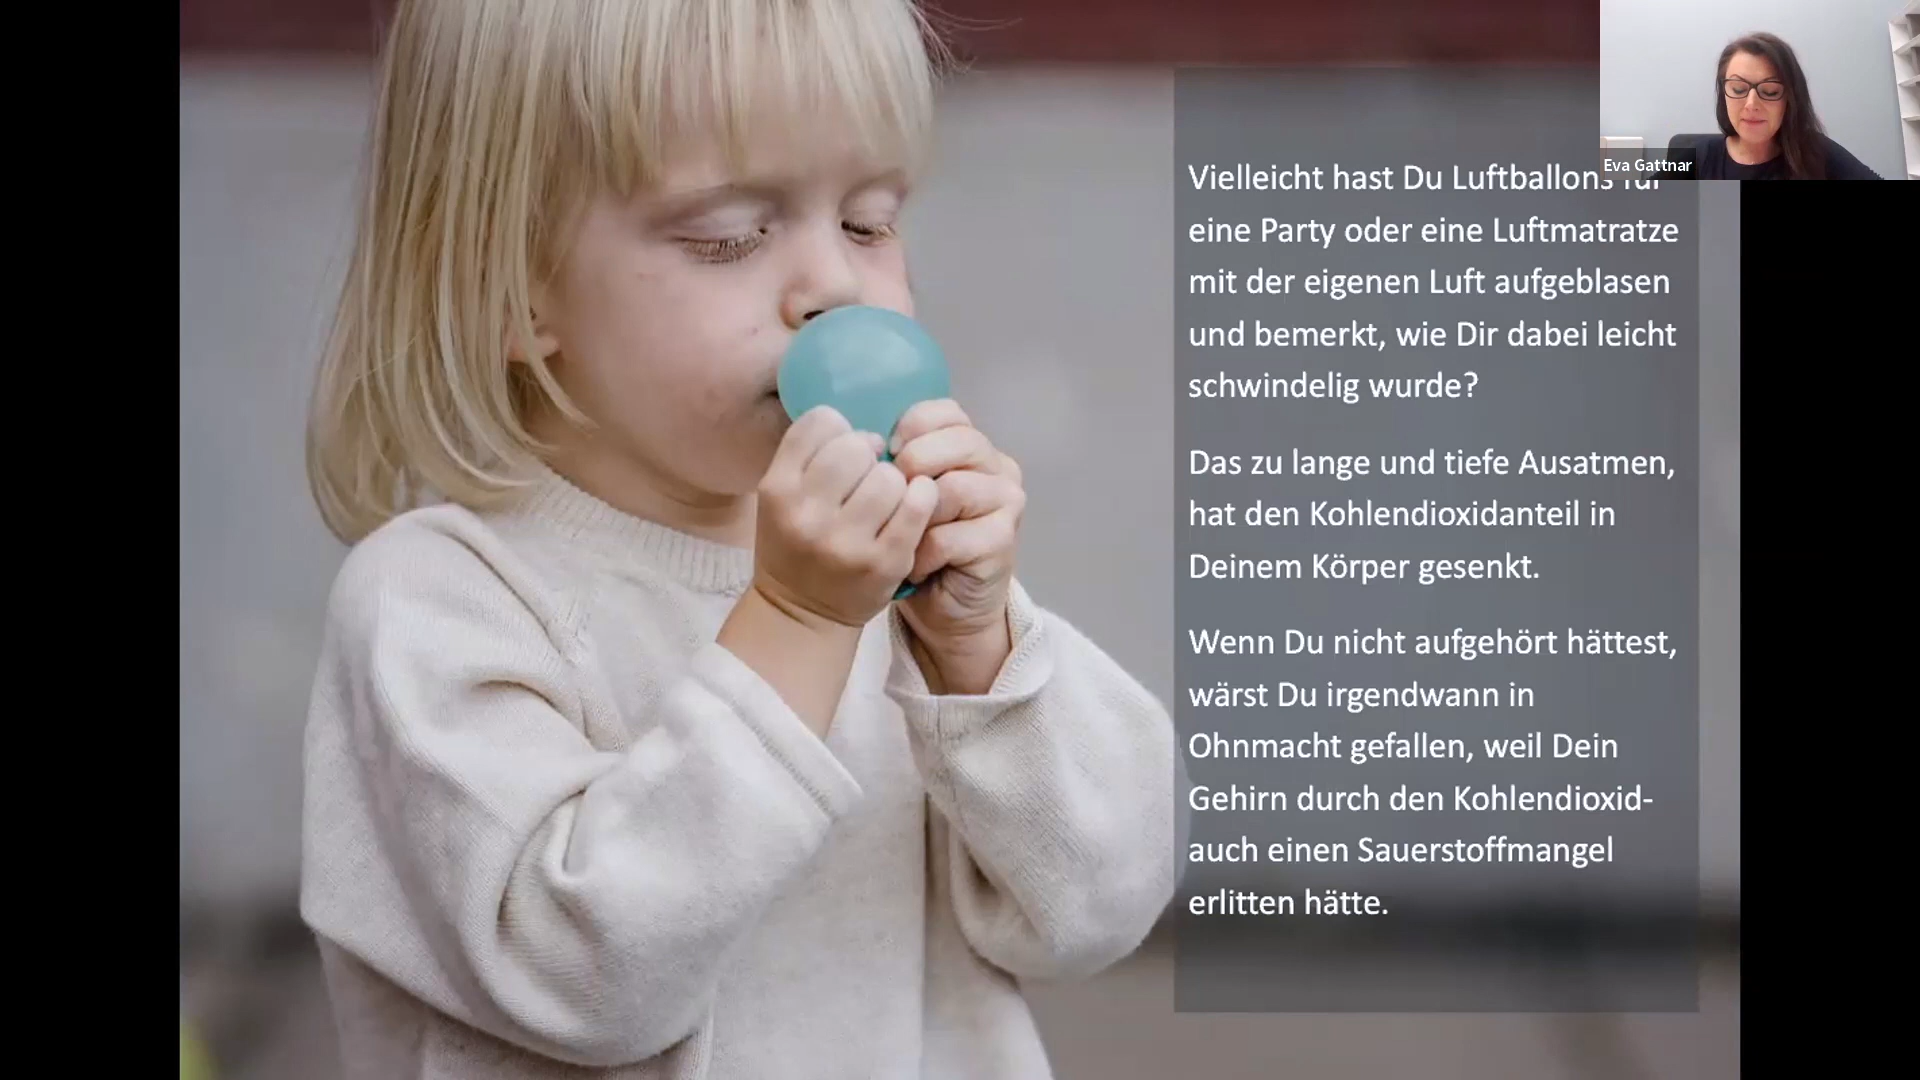 Vielleicht hast Du Luftballons für
eine Party oder eine Luftmatratze
mit der eigenen Luft aufgeblasen
und bemerkt, wie Dir dabei leicht
schwindelig wurde?
Das zu lange und tiefe Ausatmen,
hat den Kohlendioxidanteil in
Deinem Körper gesenkt.
Wenn Du nicht aufgehört hättest,
wärst Du irgendwann in
Ohnmacht gefallen, weil Dein
Gehirn durch den Kohlendioxid-
auch einen Sauerstoffmangel
erlitten hätte.
Eva Gattnar